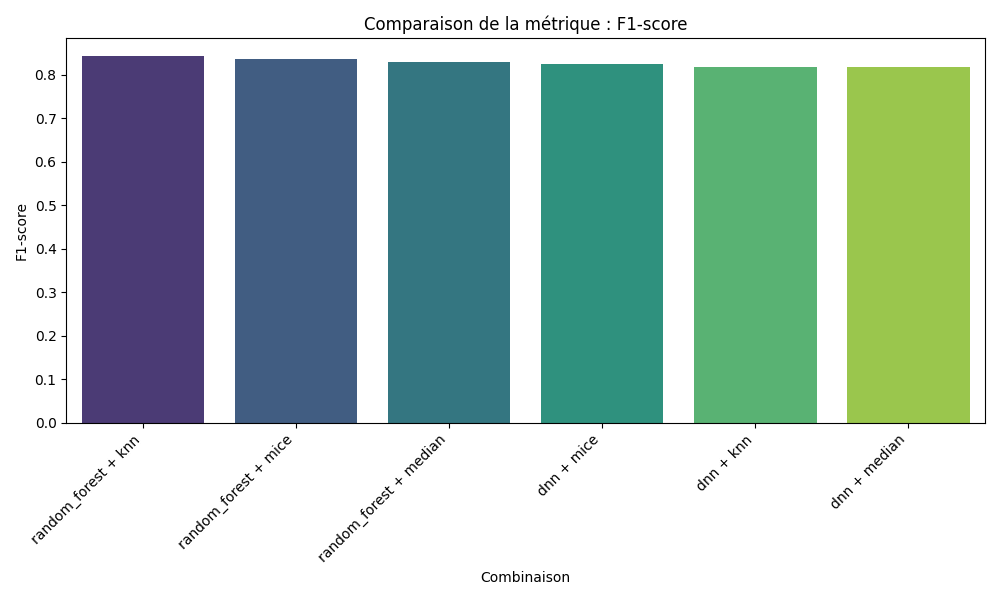 Comparaison de la métrique : F1-score
F1-score
0.8
0.7
0.6
0.5
0.4
0.3
0.2
0.1
0.0
random_forest + knn
random_forest + mice
random_forest + median
dnn + mice
dnn + knn
dnn + median
Combinaison